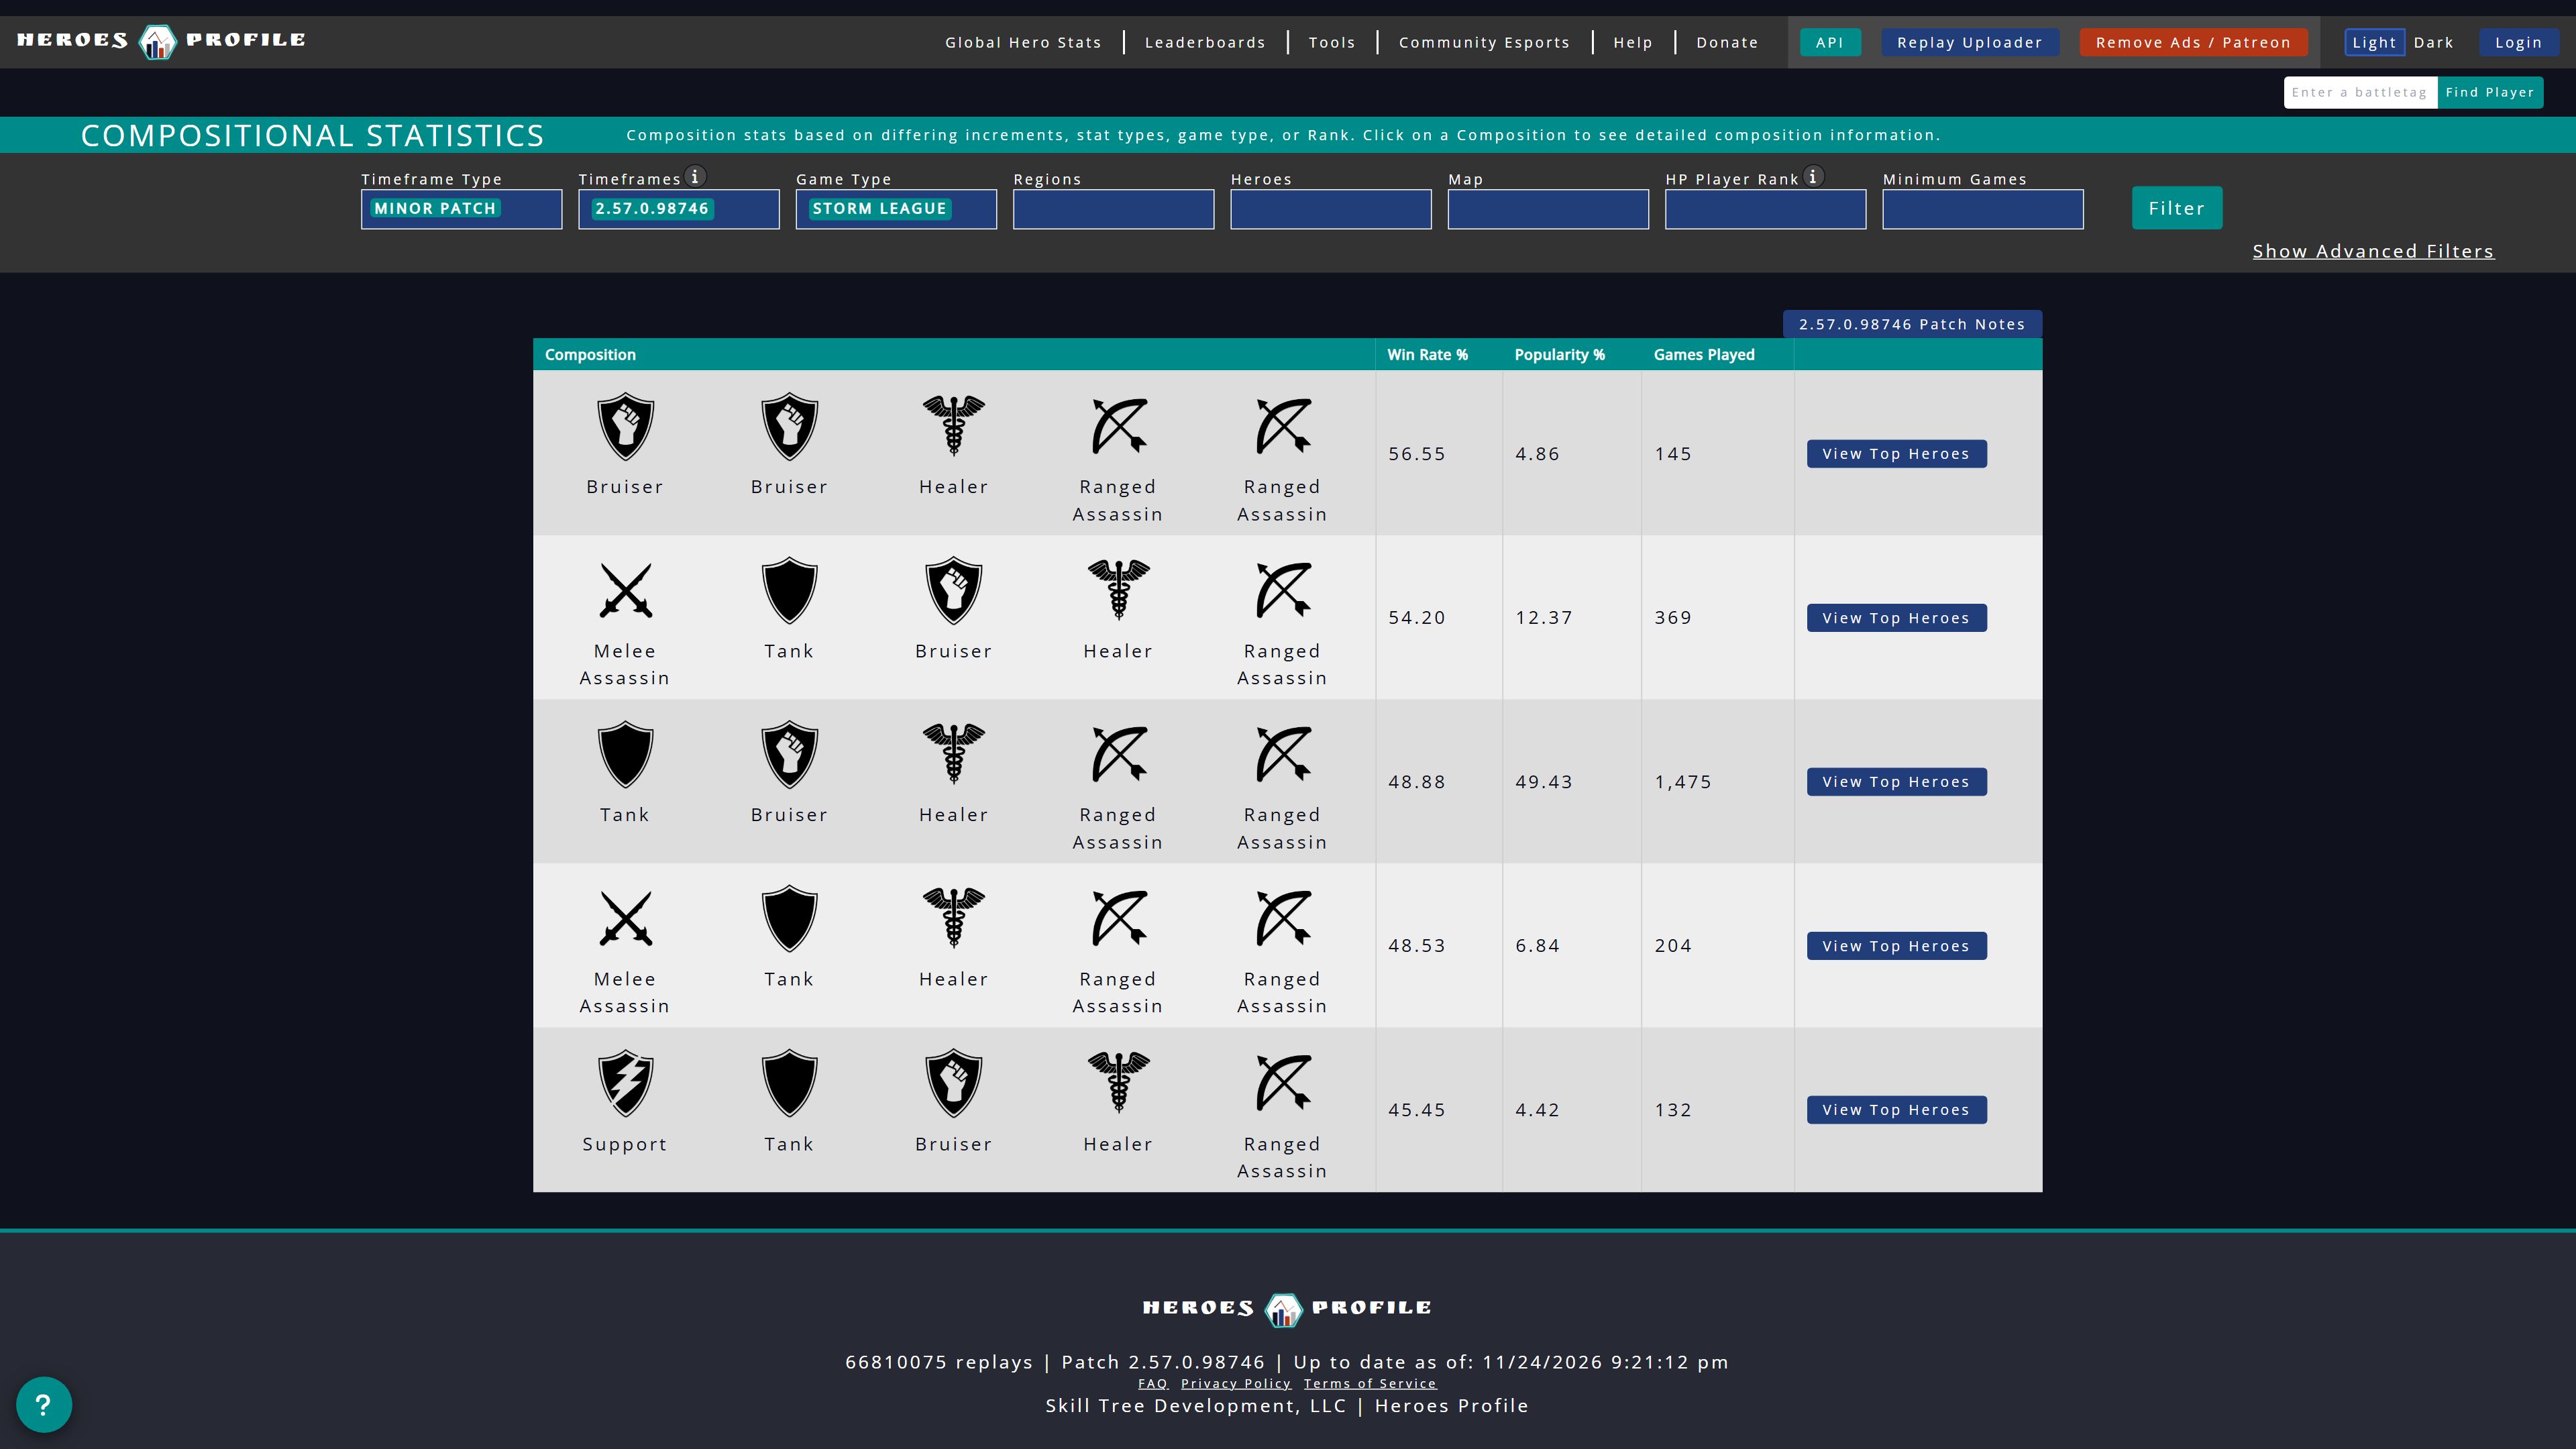 HEROES PROFILE
Global Hero Stats
Leaderboards
Tools
Community Esports
Help
Donate
API
Replay Uploader
Remove Ads / Patreon
Light
Dark
Login
Enter a battletag
Find Player
COMPOSITIONAL STATISTICS
Composition stats based on differing increments, stat types, game type, or Rank. Click on a Composition to see detailed composition information.
Timeframe Type
Timeframes
Game Type
Regions
Heroes
Map
HP Player Rank
Minimum Games
MINOR PATCH
2.57.0.98746
STORM LEAGUE
Filter
Show Advanced Filters
2.57.0.98746 Patch Notes
Composition
Win Rate %
Popularity %
Games Played
Bruiser
Bruiser
Healer
Ranged
Assassin
Ranged
Assassin
56.55
4.86
145
View Top Heroes
Melee
Assassin
Tank
Bruiser
Healer
Ranged
Assassin
54.20
12.37
369
View Top Heroes
Tank
Bruiser
Healer
Ranged
Assassin
Ranged
Assassin
48.88
49.43
1,475
View Top Heroes
Melee
Assassin
Tank
Healer
Ranged
Assassin
Ranged
Assassin
48.53
6.84
204
View Top Heroes
Support
Tank
Bruiser
Healer
Ranged
Assassin
45.45
4.42
132
View Top Heroes
HEROES PROFILE
66810075 replays | Patch 2.57.0.98746 | Up to date as of: 11/24/2026 9:21:12 pm
FAQ Privacy Policy Terms of Service
Skill Tree Development, LLC | Heroes Profile
?